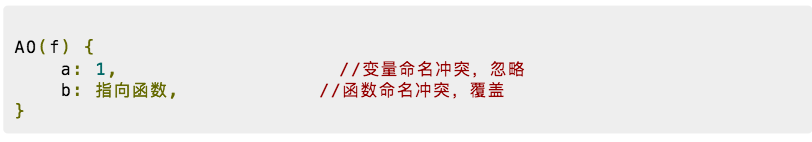 AO(f) {
a: 1, //变量命名冲突，忽略
b: 指向函数, //函数命名冲突，覆盖
}